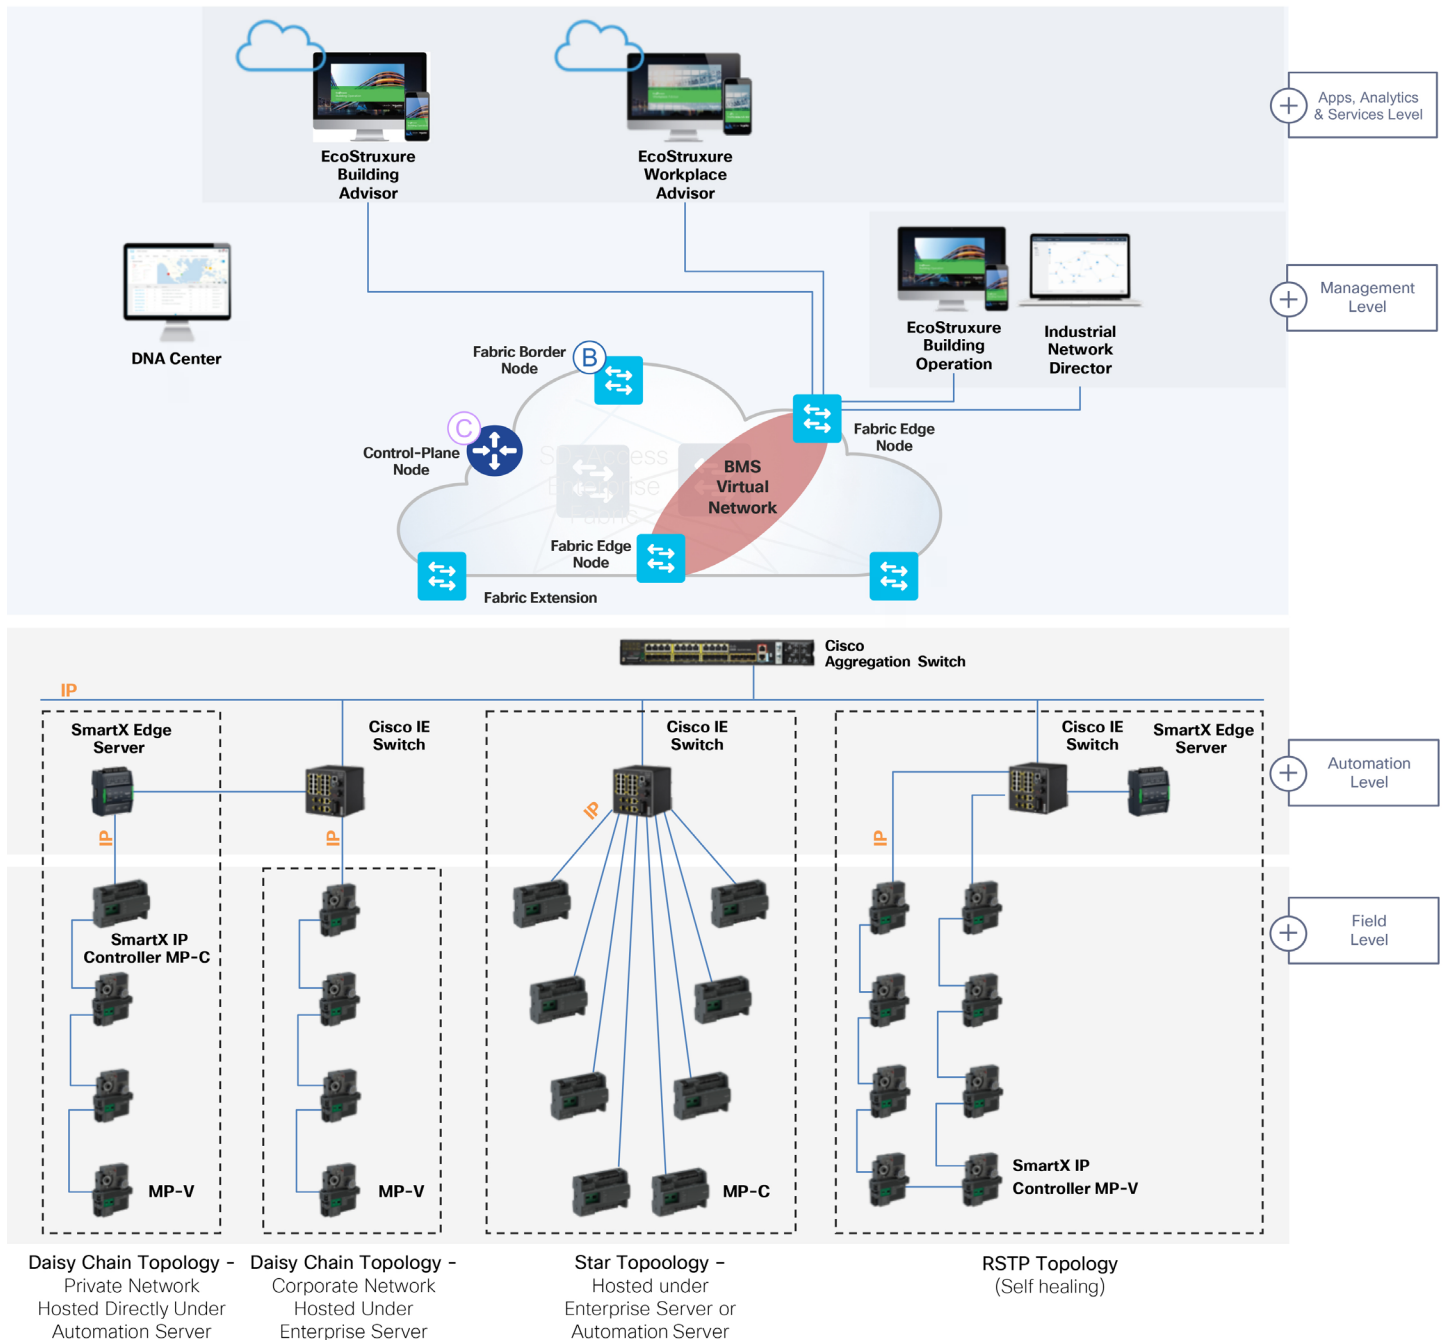 Apps, Analytics
& Services Level
EcoStruxure
Building
Advisor
EcoStruxure
Workplace
Advisor
Management
Level
DNA Center
EcoStruxure
Building
Operation
Industrial
Network
Director
Fabric Border
Node
B
C
Control-Plane
Node
Fabric Edge
Node
Access
BMS
Virtual
Network
Fabric
Fabric Edge
Node
Fabric Extension
Cisco
Aggregation Switch
IP
SmartX Edge
Server
Cisco IE
Switch
Cisco IE
Switch
Cisco IE
Switch
SmartX Edge
Server
Automation
Level
IP
IP
IP
IP
Field
Level
SmartX IP
Controller MP-C
MP-V
MP-V
MP-C
SmartX IP
Controller MP-V
Daisy Chain Topology -
Private Network
Hosted Directly Under
Automation Server
Daisy Chain Topology -
Corporate Network
Hosted Under
Enterprise Server
Star Topoology -
Hosted under
Enterprise Server or
Automation Server
RSTP Topology
(Self healing)